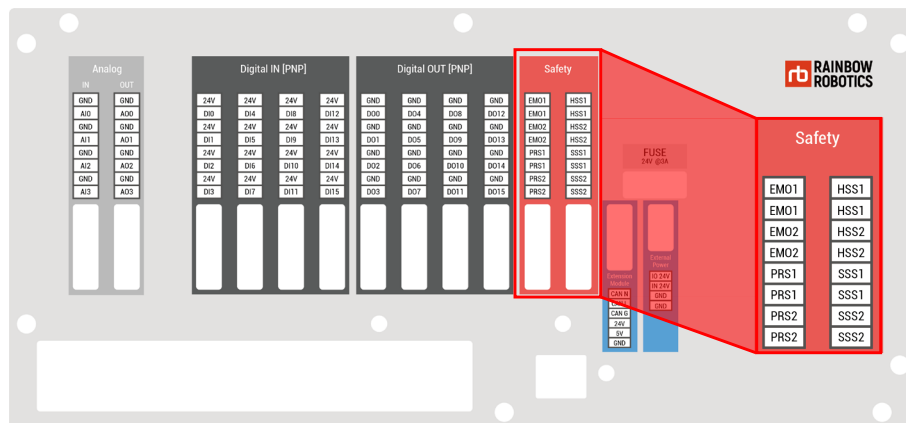 Analog
IN OUT
GND GND
AI0 AO0
GND GND
AI1 AO1
GND GND
AI2 AO2
GND GND
AI3 AO3
Digital IN [PNP]
24V 24V 24V 24V
DI0 DI4 DI8 DI12
24V 24V 24V 24V
DI1 DI5 DI9 DI13
24V 24V 24V 24V
DI2 DI6 DI10 DI14
24V 24V 24V 24V
DI3 DI7 DI11 DI15
Digital OUT [PNP]
GND GND GND GND
DO0 DO4 DO8 DO12
GND GND GND GND
DO1 DO5 DO9 DO13
GND GND GND GND
DO2 DO6 DO10 DO14
GND GND GND GND
DO3 DO7 DO11 DO15
Safety
EMO1 HSS1
EMO1 HSS1
EMO2 HSS2
EMO2 HSS2
PRS1 SSS1
PRS1 SSS1
PRS2 SSS2
PRS2 SSS2
FUSE
24V @3A
Extension
Module
CAN N
CAN G
24V
5V
GND
External
Power
IO 24V
IN 24V
GND
GND
RAINBOW
ROBOTICS
Safety
EMO1 HSS1
EMO1 HSS1
EMO2 HSS2
EMO2 HSS2
PRS1 SSS1
PRS1 SSS1
PRS2 SSS2
PRS2 SSS2